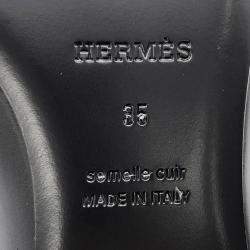 HERMÈS
35
semelle cuir
MADE IN ITALY